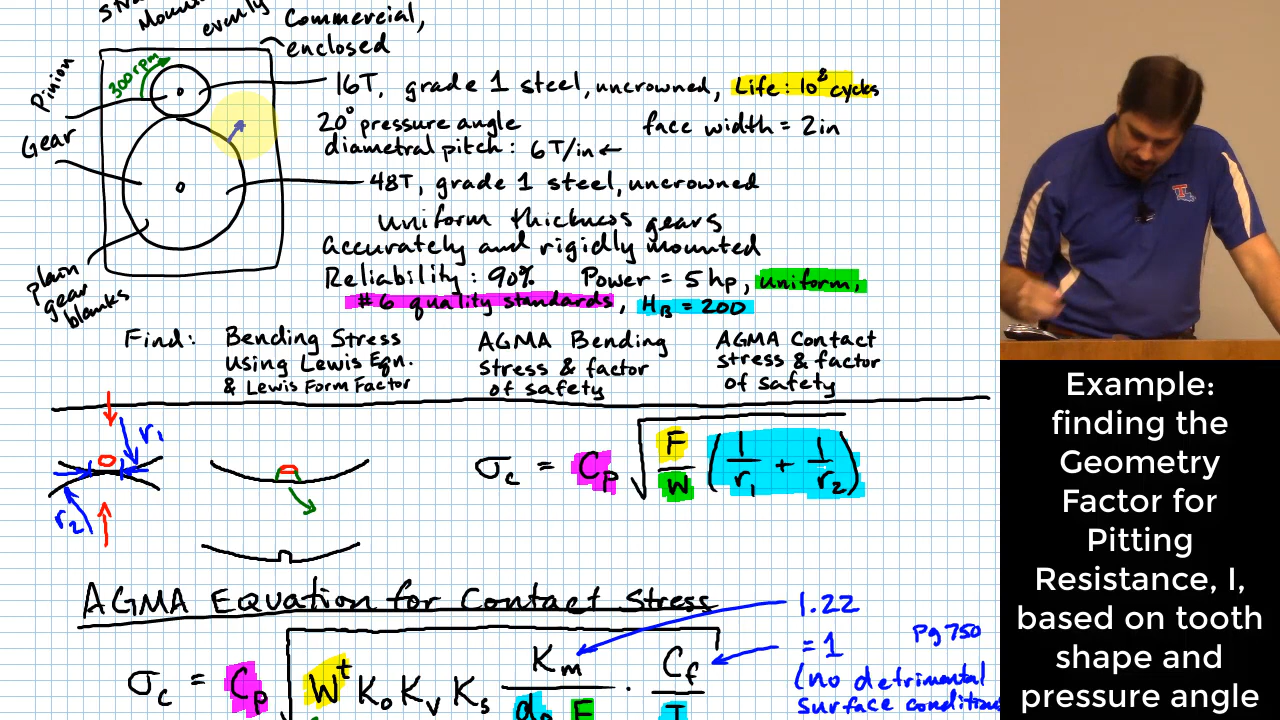 Mount
evenly
Commercial,
enclosed
300 rpm
Pinion
Gear
plain
gear
blanks
16T, grade 1 steel, uncrowned, Life: 10⁸ cycles
20° pressure angle face width = 2in
diametral pitch: 6T/in ←
48T, grade 1 steel, uncrowned
uniform thickness gears
accurately and rigidly mounted
Reliability: 90% Power = 5 hp, uniform,
#6 quality standards, H_B = 200
Find: Bending Stress
using Lewis Eqn.
& Lewis Form Factor
AGMA Bending
stress & factor
of safety
AGMA Contact
stress & factor
of safety
r₁
r₂
σc = Cp √ F/W (1/r₁ + 1/r₂)
AGMA Equation for Contact Stress
1.22
Pg 750
= 1
(no detrimental
surface condition
σc = Cp √ Wᵗ Ko Kv Ks Km/dp F · Cf/I
Example:
finding the
Geometry
Factor for
Pitting
Resistance, I,
based on tooth
shape and
pressure angle